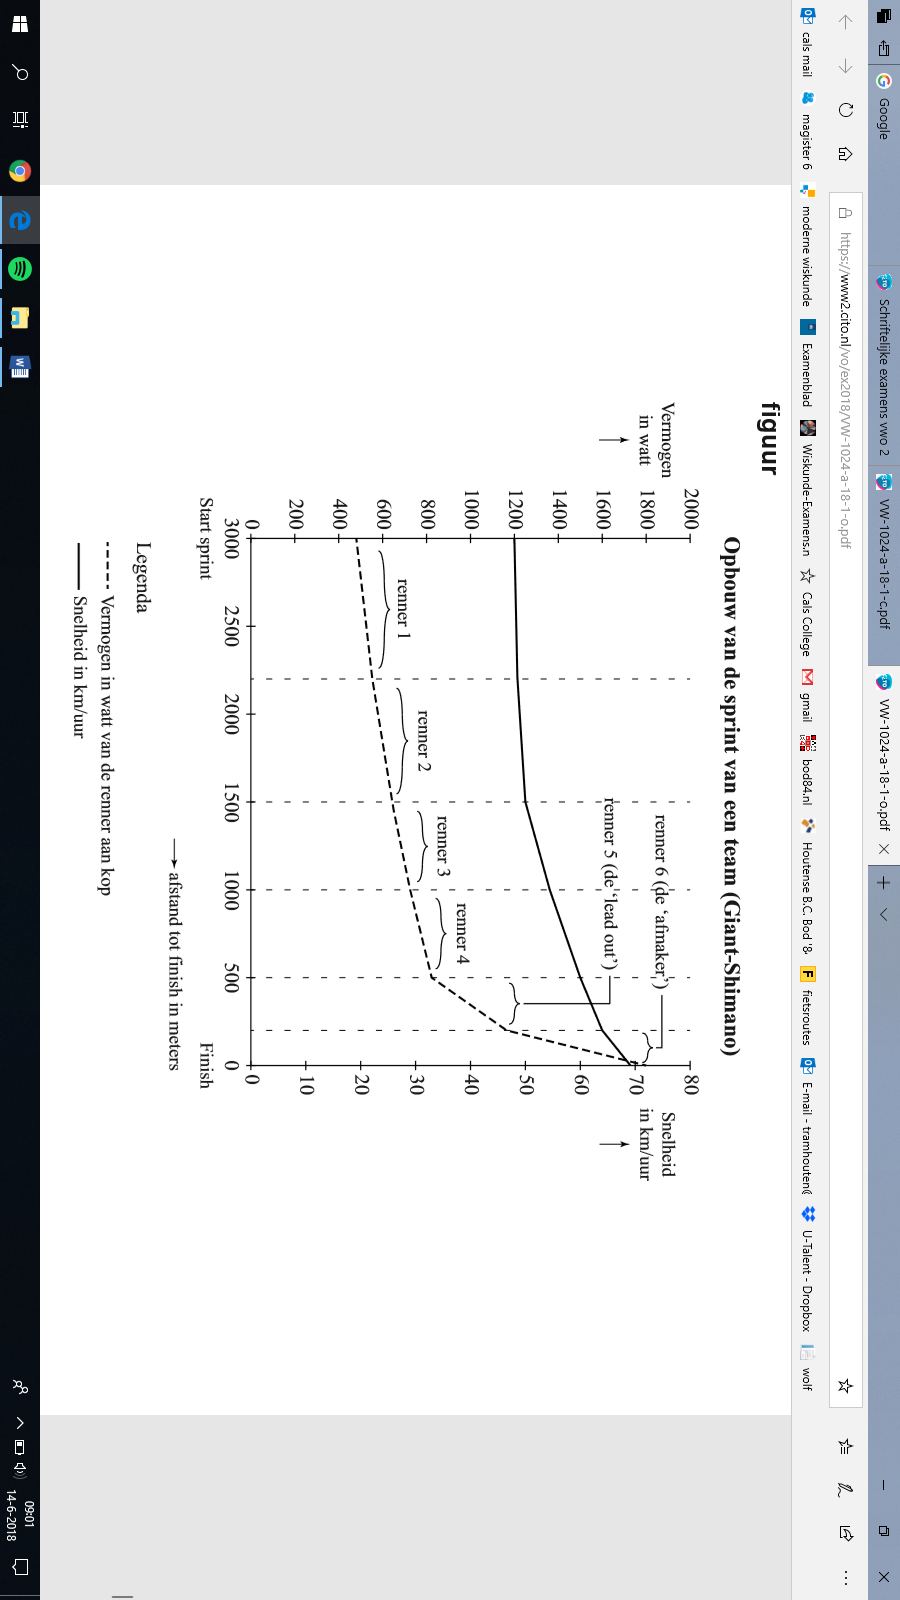 Google
Schriftelijke examens vwo 2
VW-1024-a-18-1-c.pdf
VW-1024-a-18-1-o.pdf
https://www2.cito.nl/vo/ex2018/VW-1024-a-18-1-o.pdf
cals mail
magister 6
moderne wiskunde
Examenblad
Wiskunde-Examens.n
Cals College
gmail
bod84.nl
Houtense B.C. Bod '8
fietsroutes
E-mail - tramhouten@
U-Talent - Dropbox
wolf
figuur
Opbouw van de sprint van een team (Giant-Shimano)
Vermogen
in watt
Snelheid
in km/uur
2000
1800
1600
1400
1200
1000
800
600
400
200
0
80
70
60
50
40
30
20
10
0
renner 6 (de ‘afmaker’)
renner 5 (de ‘lead out’)
renner 4
renner 3
renner 2
renner 1
3000 2500 2000 1500 1000 500 0
Start sprint
Finish
afstand tot finish in meters
Legenda
Vermogen in watt van de renner aan kop
Snelheid in km/uur
09:01
14-6-2018